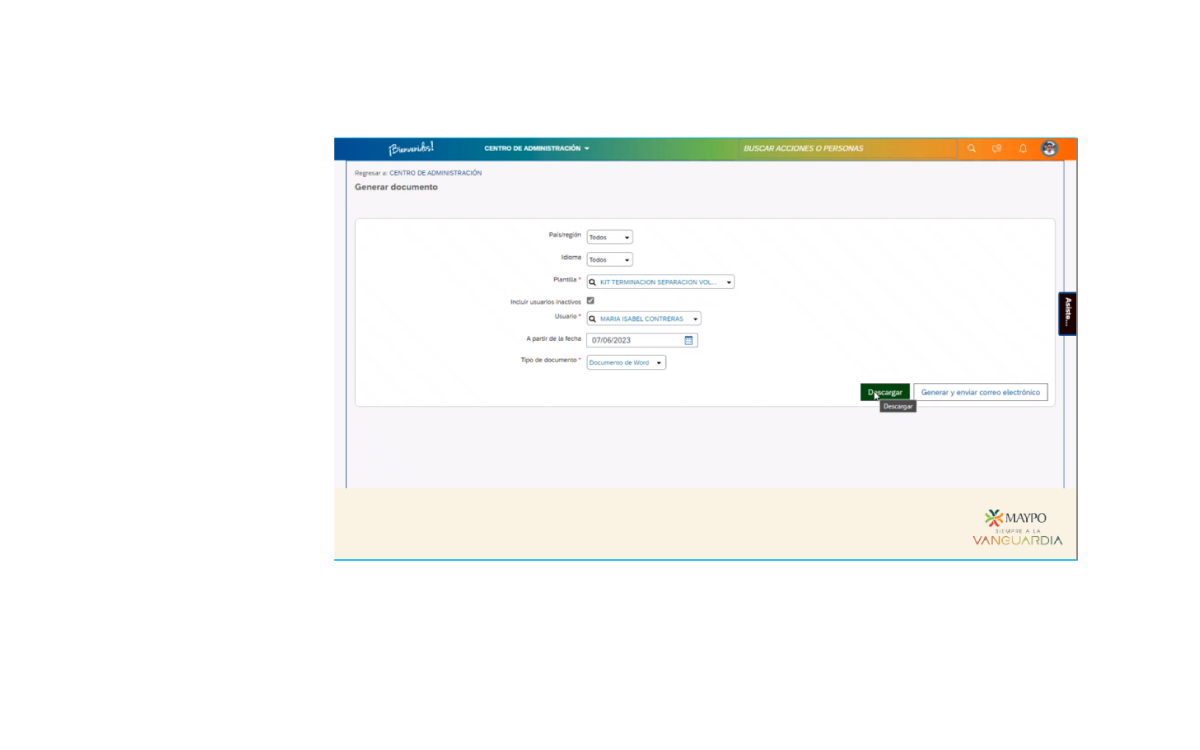 ¡Bienvenidos! CENTRO DE ADMINISTRACIÓN BUSCAR ACCIONES O PERSONAS
Regresar a: CENTRO DE ADMINISTRACIÓN
Generar documento
País/región Todos
Idioma Todos
Plantilla * KIT TERMINACION SEPARACION VOL...
Incluir usuarios inactivos
Usuario * MARIA ISABEL CONTRERAS
A partir de la fecha 07/06/2023
Tipo de documento * Documento de Word
Descargar Generar y enviar correo electrónico
Descargar
Asiste...
MAYPO
SIEMPRE A LA
VANGUARDIA